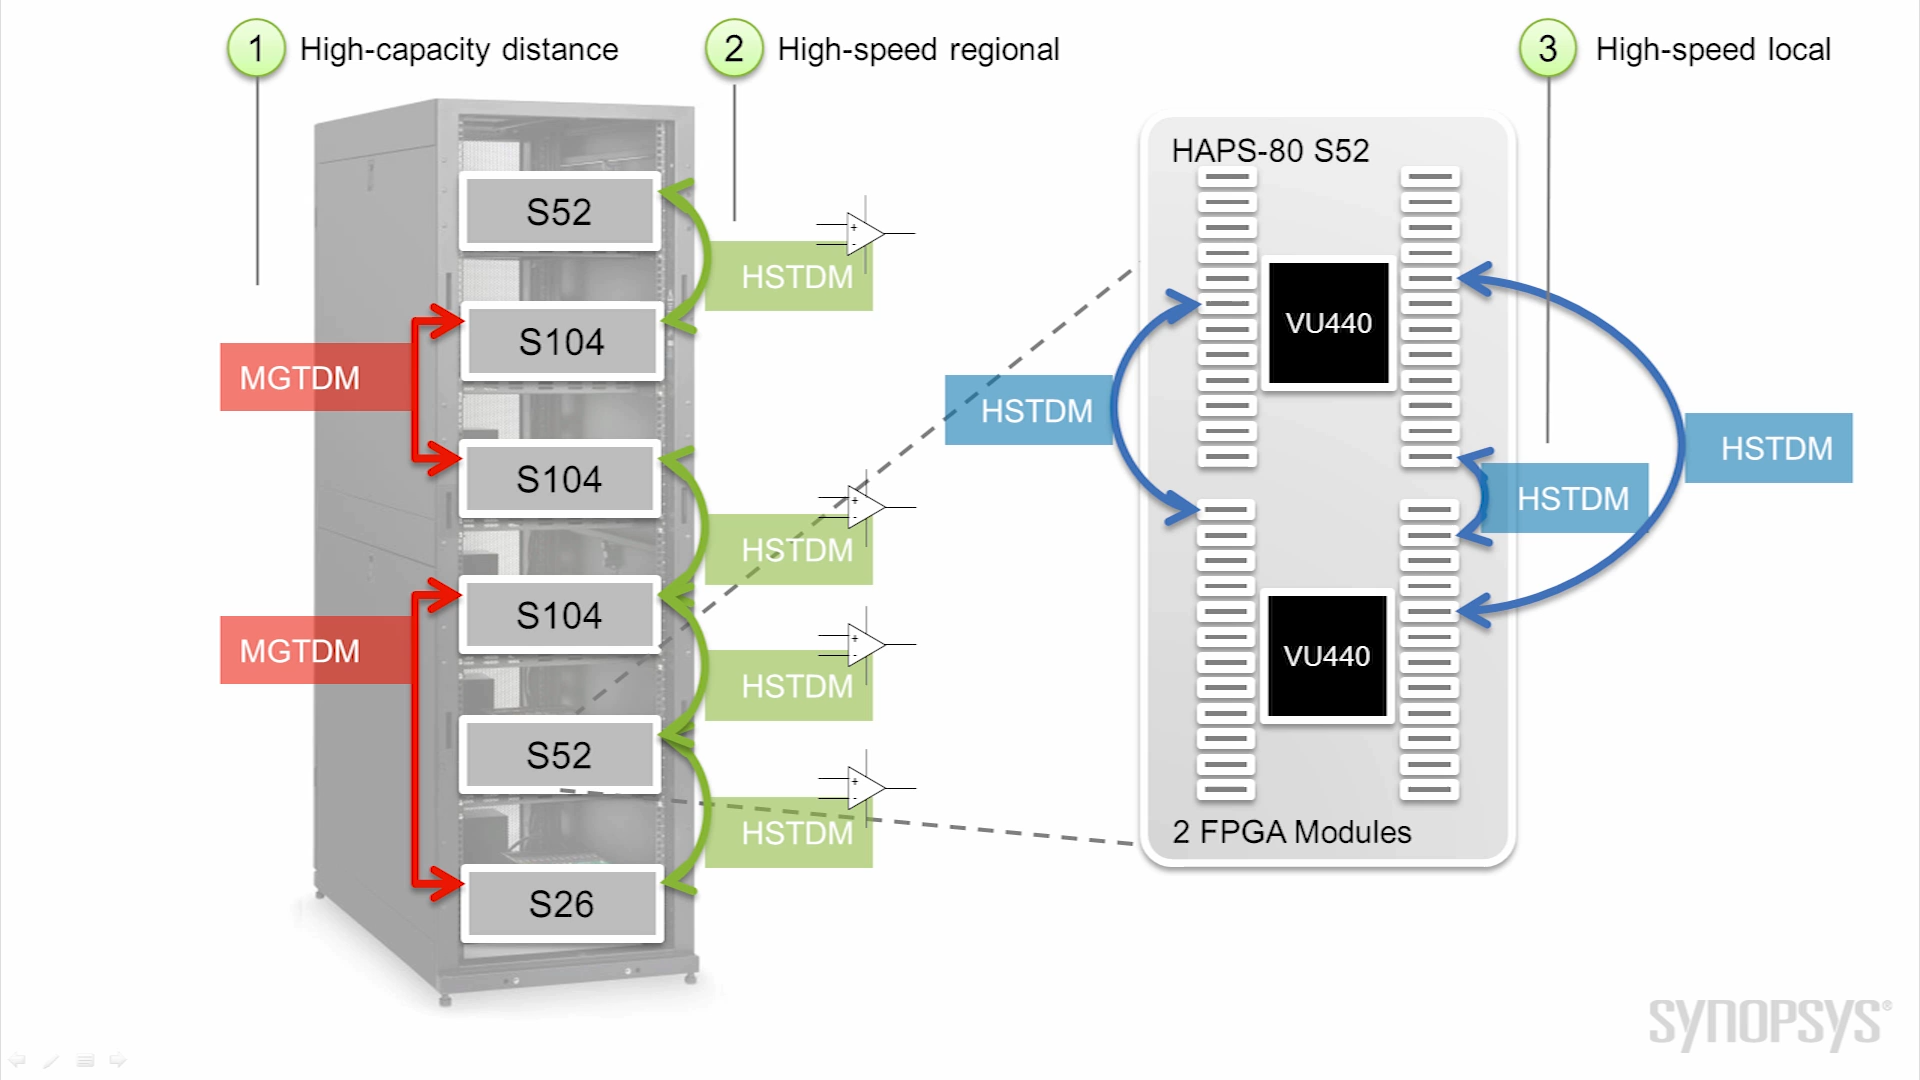 1 High-capacity distance
2 High-speed regional
3 High-speed local
S52
HSTDM
S104
MGTDM
S104
HSTDM
S104
MGTDM
HSTDM
S52
HSTDM
S26
HAPS-80 S52
VU440
HSTDM
HSTDM
HSTDM
VU440
2 FPGA Modules
+
-
+
-
+
-
+
-
SYNOPSYS®